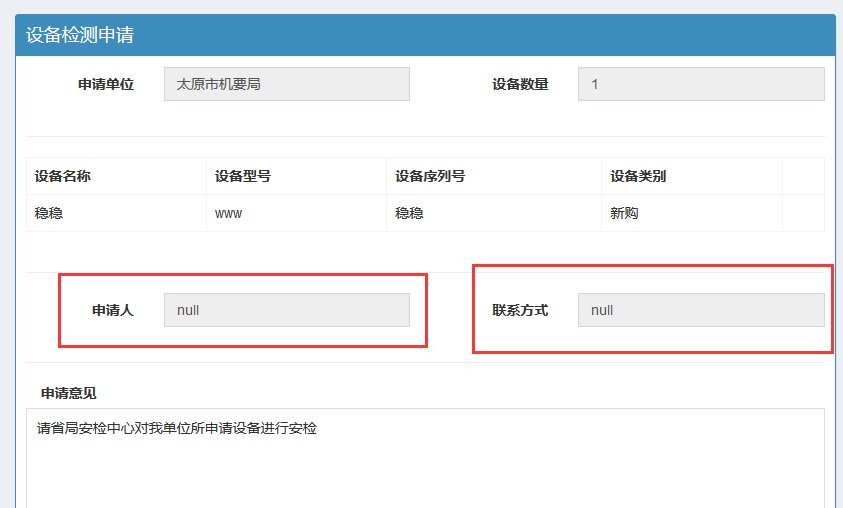 设备检测申请
申请单位 太原市机要局 设备数量 1
设备名称 设备型号 设备序列号 设备类别
稳稳 www 稳稳 新购
申请人 null 联系方式 null
申请意见
请省局安检中心对我单位所申请设备进行安检